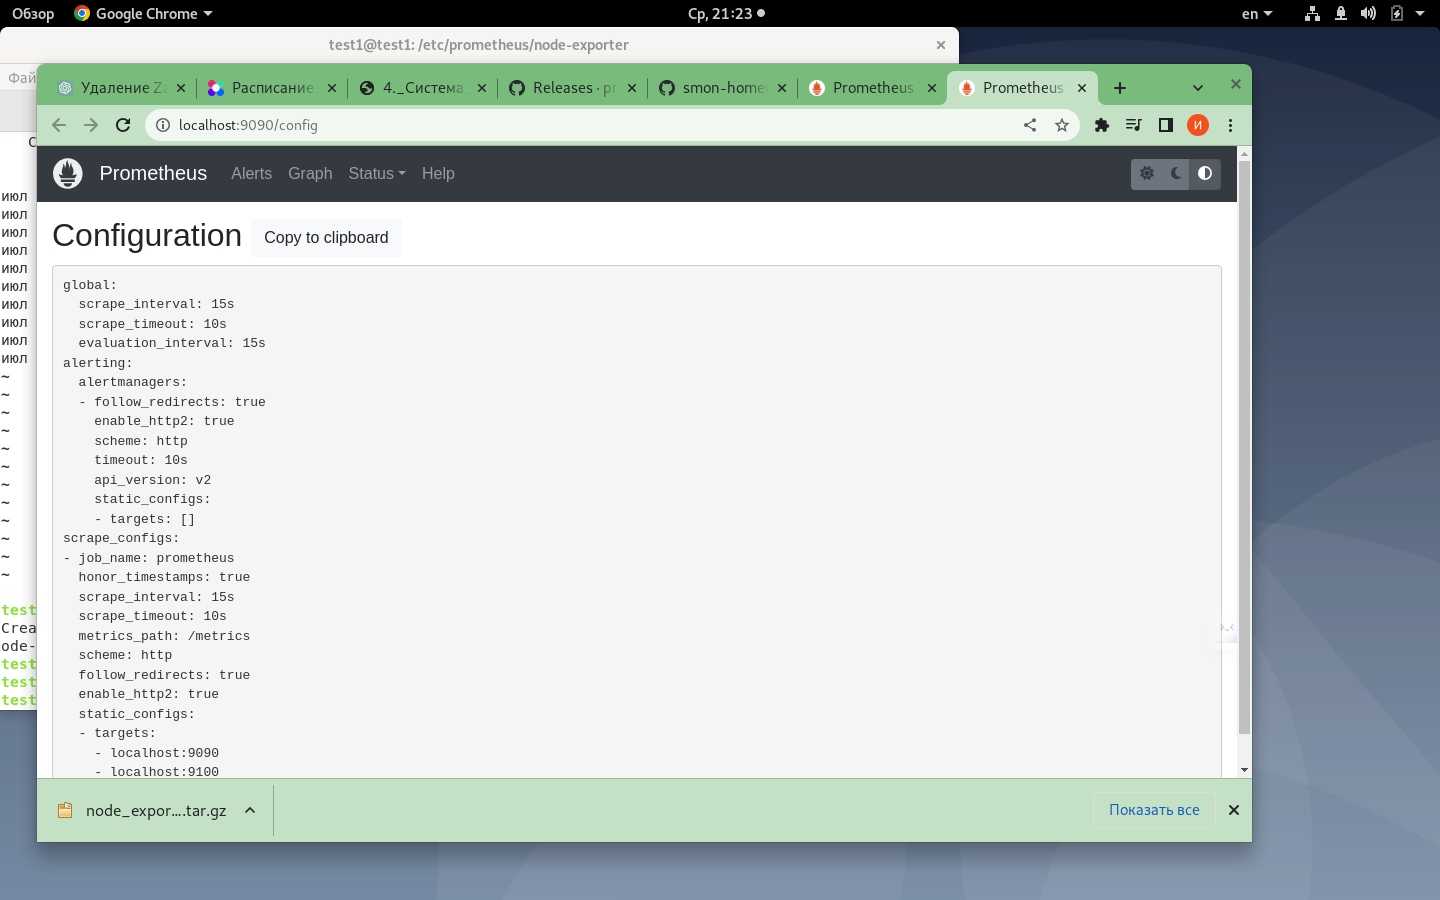 Обзор Google Chrome Ср, 21:23 en
test1@test1: /etc/prometheus/node-exporter
Фай
Удаление Za Расписание 4._Система_ Releases · pr smon-homew Prometheus Prometheus
localhost:9090/config И
Prometheus Alerts Graph Status Help
Configuration Copy to clipboard
global:
scrape_interval: 15s
scrape_timeout: 10s
evaluation_interval: 15s
alerting:
alertmanagers:
- follow_redirects: true
enable_http2: true
scheme: http
timeout: 10s
api_version: v2
static_configs:
- targets: []
scrape_configs:
- job_name: prometheus
honor_timestamps: true
scrape_interval: 15s
scrape_timeout: 10s
metrics_path: /metrics
scheme: http
follow_redirects: true
enable_http2: true
static_configs:
- targets:
- localhost:9090
- localhost:9100
C
июл
июл
июл
июл
июл
июл
июл
июл
июл
июл
~
~
~
~
~
~
~
~
~
~
~
~
test
Crea
ode-
test
test
test
node_expor....tar.gz Показать все